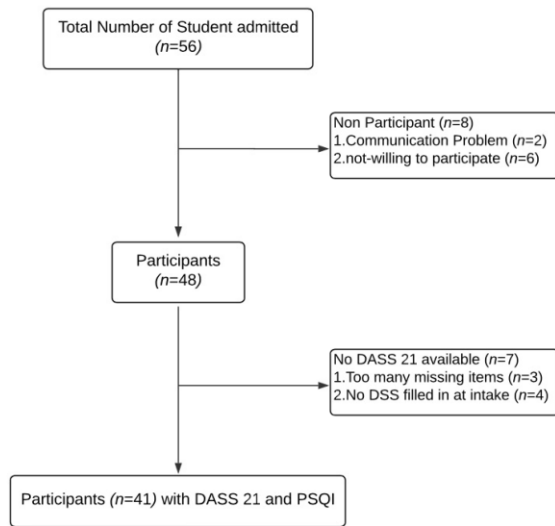 Total Number of Student admitted
(n=56)
Non Participant (n=8)
1.Communication Problem (n=2)
2.not-willing to participate (n=6)
Participants
(n=48)
No DASS 21 available (n=7)
1.Too many missing items (n=3)
2.No DSS filled in at intake (n=4)
Participants (n=41) with DASS 21 and PSQI